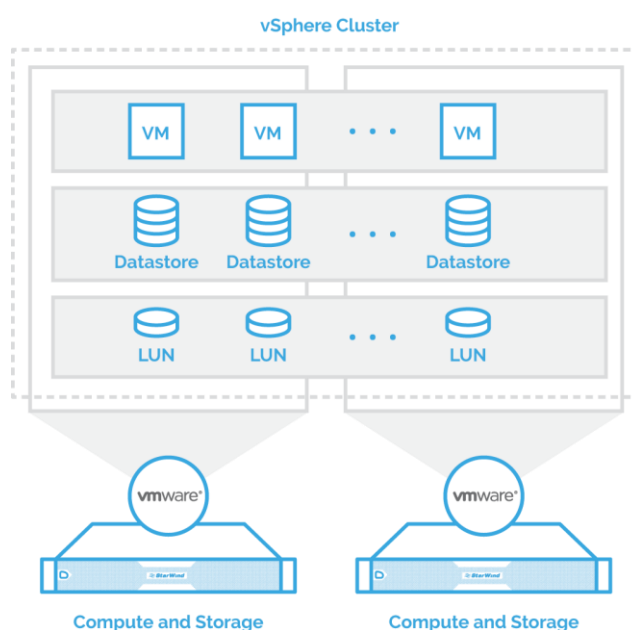 vSphere Cluster
VM VM VM
Datastore Datastore Datastore
LUN LUN LUN
vmware® vmware®
StarWind StarWind
Compute and Storage Compute and Storage